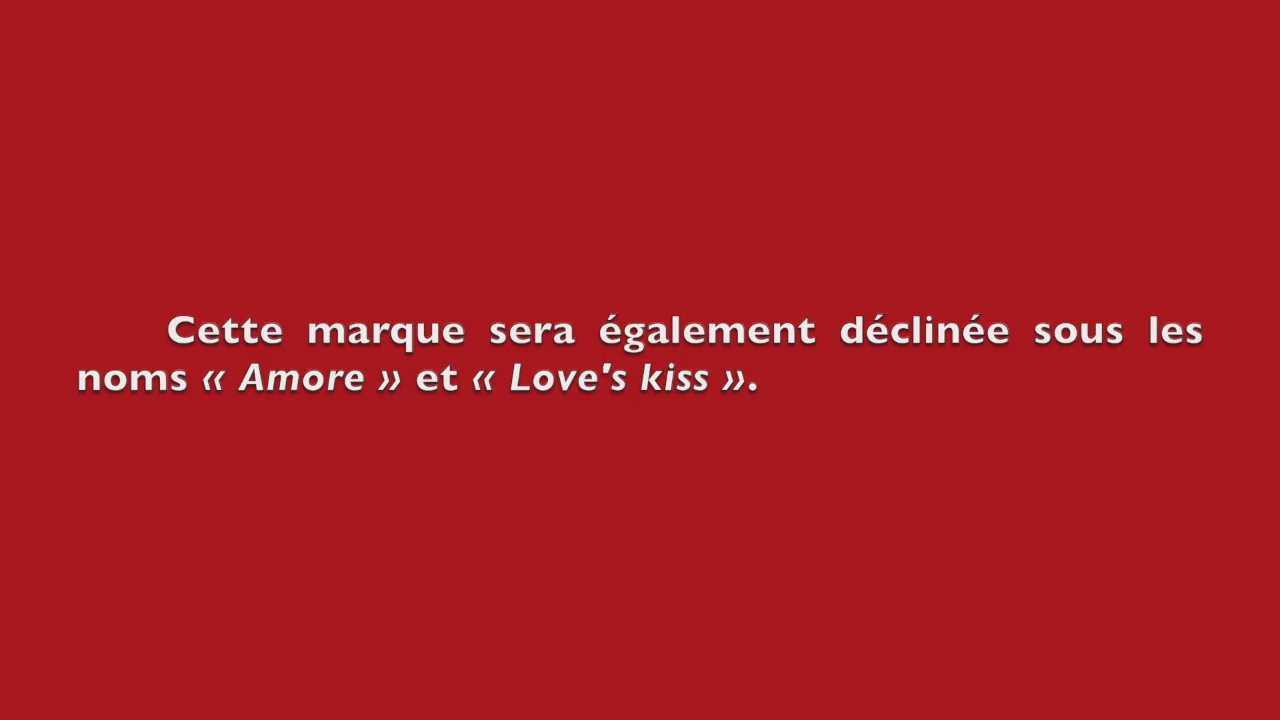 Cette marque sera également déclinée sous les
noms « Amore » et « Love's kiss ».